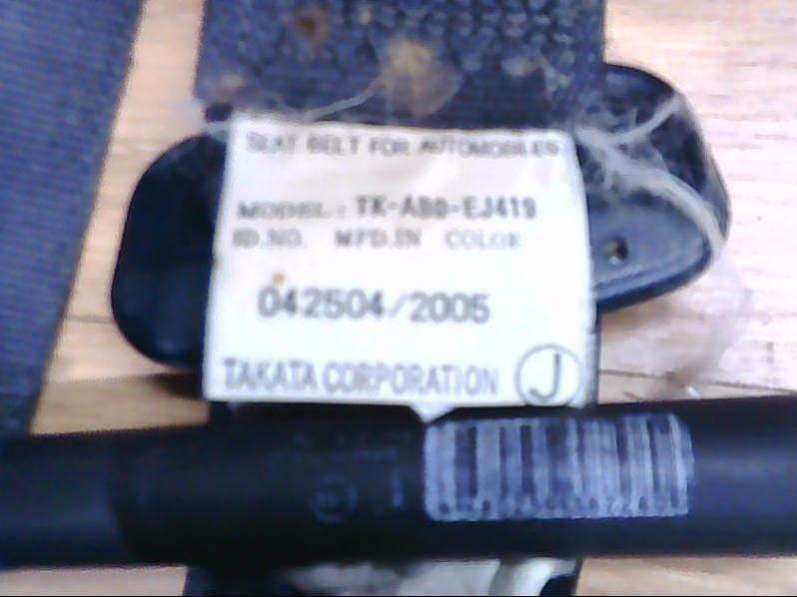 SEAT BELT FOR AUTOMOBILES
MODEL: TK-AB0-EJ419
ID.NO. MFD.IN COLOR
042504/2005
TAKATA CORPORATION J